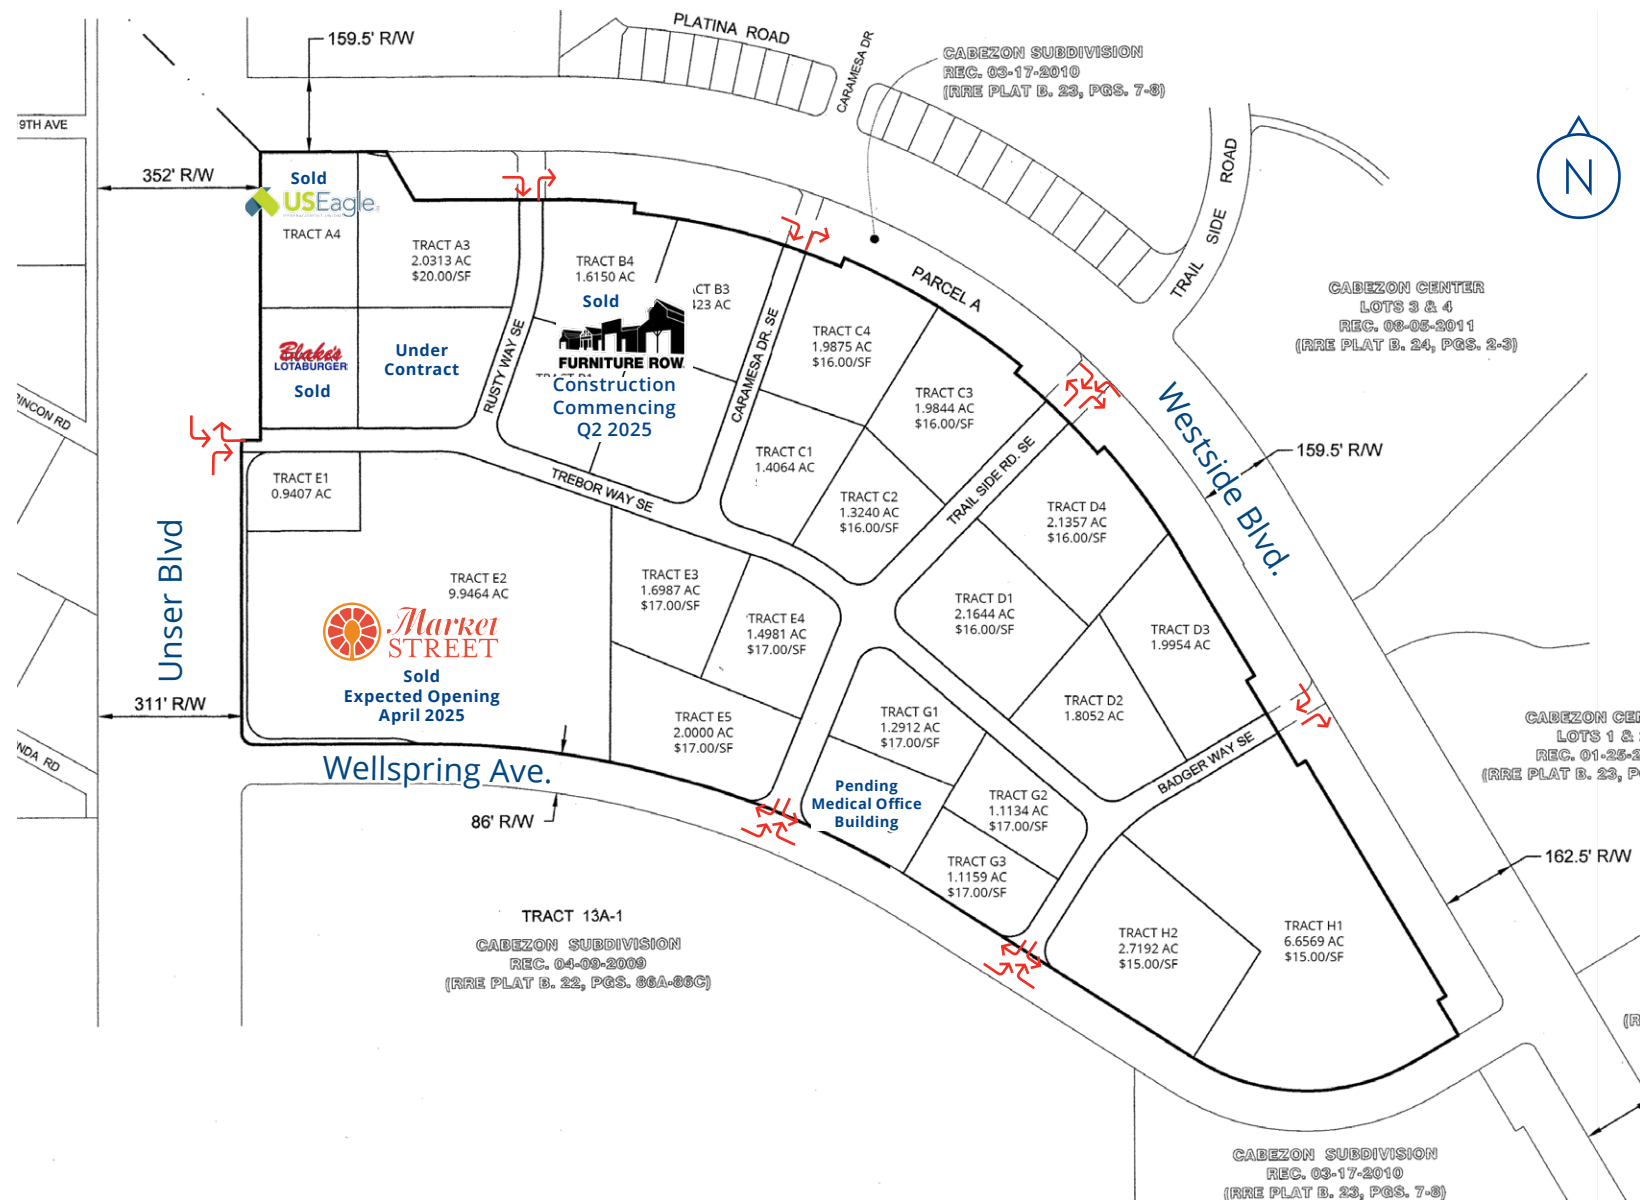 PLATINA ROAD
159.5' R/W
CARAMESA DR
CABEZON SUBDIVISION
REC. 03-17-2010
(RRE PLAT B. 23, PGS. 7-8)
9TH AVE
352' R/W
TRAIL SIDE ROAD
N
Sold
USEagle
TRACT A4
TRACT A3
2.0313 AC
$20.00/SF
TRACT B4
1.6150 AC
Sold
FURNITURE ROW
Construction
Commencing
Q2 2025
PARCEL A
CABEZON CENTER
LOTS 3 & 4
REC. 08-05-2011
(RRE PLAT B. 24, PGS. 2-3)
Blake's
LOTABURGER
Sold
Under
Contract
RUSTY WAY SE
CARAMESA DR. SE
TRACT C4
1.9875 AC
$16.00/SF
TRACT C3
1.9844 AC
$16.00/SF
TRACT C1
1.4064 AC
TRACT C2
1.3240 AC
$16.00/SF
TRAIL SIDE RD. SE
Westside Blvd.
159.5' R/W
TREBOR WAY SE
TRACT E1
0.9407 AC
TRACT D4
2.1357 AC
$16.00/SF
Unser Blvd
TRACT E2
9.9464 AC
Market
STREET
Sold
Expected Opening
April 2025
TRACT E3
1.6987 AC
$17.00/SF
TRACT E4
1.4981 AC
$17.00/SF
TRACT D1
2.1644 AC
$16.00/SF
TRACT D3
1.9954 AC
TRACT D2
1.8052 AC
311' R/W
TRACT E5
2.0000 AC
$17.00/SF
TRACT G1
1.2912 AC
$17.00/SF
BADGER WAY SE
Wellspring Ave.
Pending
Medical Office
Building
TRACT G2
1.1134 AC
$17.00/SF
86' R/W
TRACT G3
1.1159 AC
$17.00/SF
162.5' R/W
TRACT 13A-1
CABEZON SUBDIVISION
REC. 04-09-2009
(RRE PLAT B. 22, PGS. 86A-86C)
TRACT H2
2.7192 AC
$15.00/SF
TRACT H1
6.6569 AC
$15.00/SF
CABEZON SUBDIVISION
REC. 03-17-2010
(RRE PLAT B. 23, PGS. 7-8)